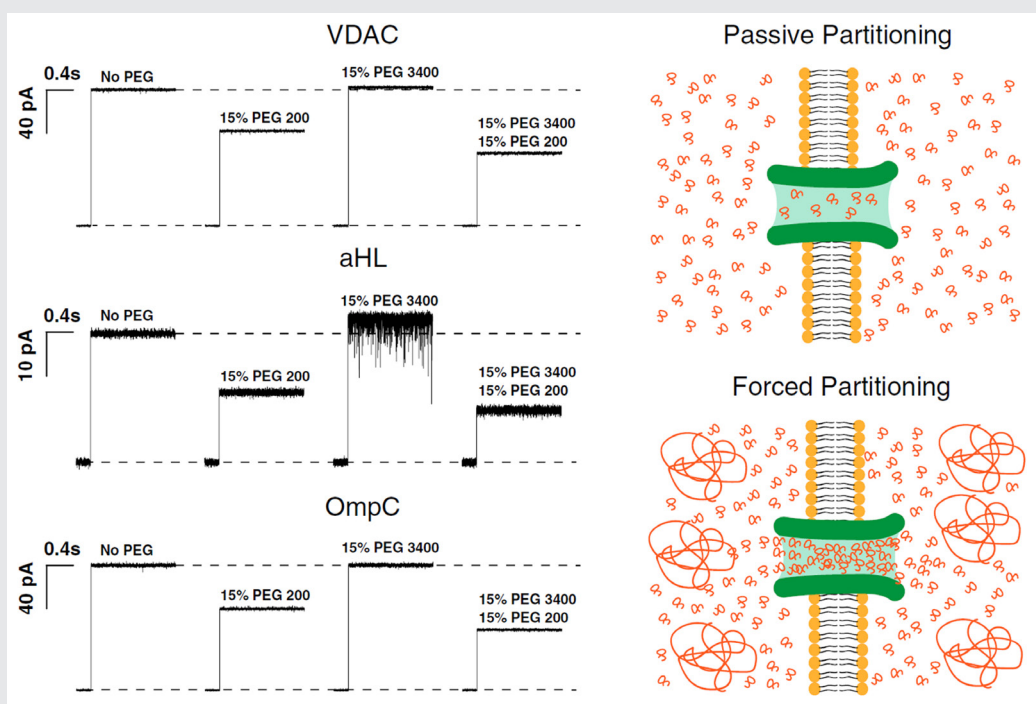 VDAC
0.4s
No PEG
40 pA
15% PEG 200
15% PEG 3400
15% PEG 3400
15% PEG 200
aHL
0.4s
No PEG
10 pA
15% PEG 200
15% PEG 3400
15% PEG 3400
15% PEG 200
OmpC
0.4s
No PEG
40 pA
15% PEG 200
15% PEG 3400
15% PEG 3400
15% PEG 200
Passive Partitioning
Forced Partitioning